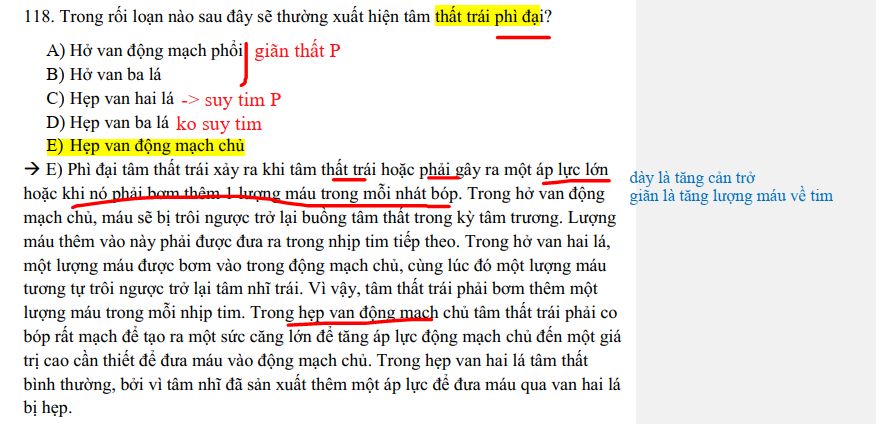 118. Trong rối loạn nào sau đây sẽ thường xuất hiện tâm thất trái phì đại?
A) Hở van động mạch phổi giãn thất P
B) Hở van ba lá
C) Hẹp van hai lá -> suy tim P
D) Hẹp van ba lá ko suy tim
E) Hẹp van động mạch chủ
→ E) Phì đại tâm thất trái xảy ra khi tâm thất trái hoặc phải gây ra một áp lực lớn
hoặc khi nó phải bơm thêm 1 lượng máu trong mỗi nhát bóp. Trong hở van động
mạch chủ, máu sẽ bị trôi ngược trở lại buồng tâm thất trong kỳ tâm trương. Lượng
máu thêm vào này phải được đưa ra trong nhịp tim tiếp theo. Trong hở van hai lá,
một lượng máu được bơm vào trong động mạch chủ, cùng lúc đó một lượng máu
tương tự trôi ngược trở lại tâm nhĩ trái. Vì vậy, tâm thất trái phải bơm thêm một
lượng máu trong mỗi nhịp tim. Trong hẹp van động mạch chủ tâm thất trái phải co
bóp rất mạch để tạo ra một sức căng lớn để tăng áp lực động mạch chủ đến một giá
trị cao cần thiết để đưa máu vào động mạch chủ. Trong hẹp van hai lá tâm thất
bình thường, bởi vì tâm nhĩ đã sản xuất thêm một áp lực để đưa máu qua van hai lá
bị hẹp.
dày là tăng cản trở
giãn là tăng lượng máu về tim